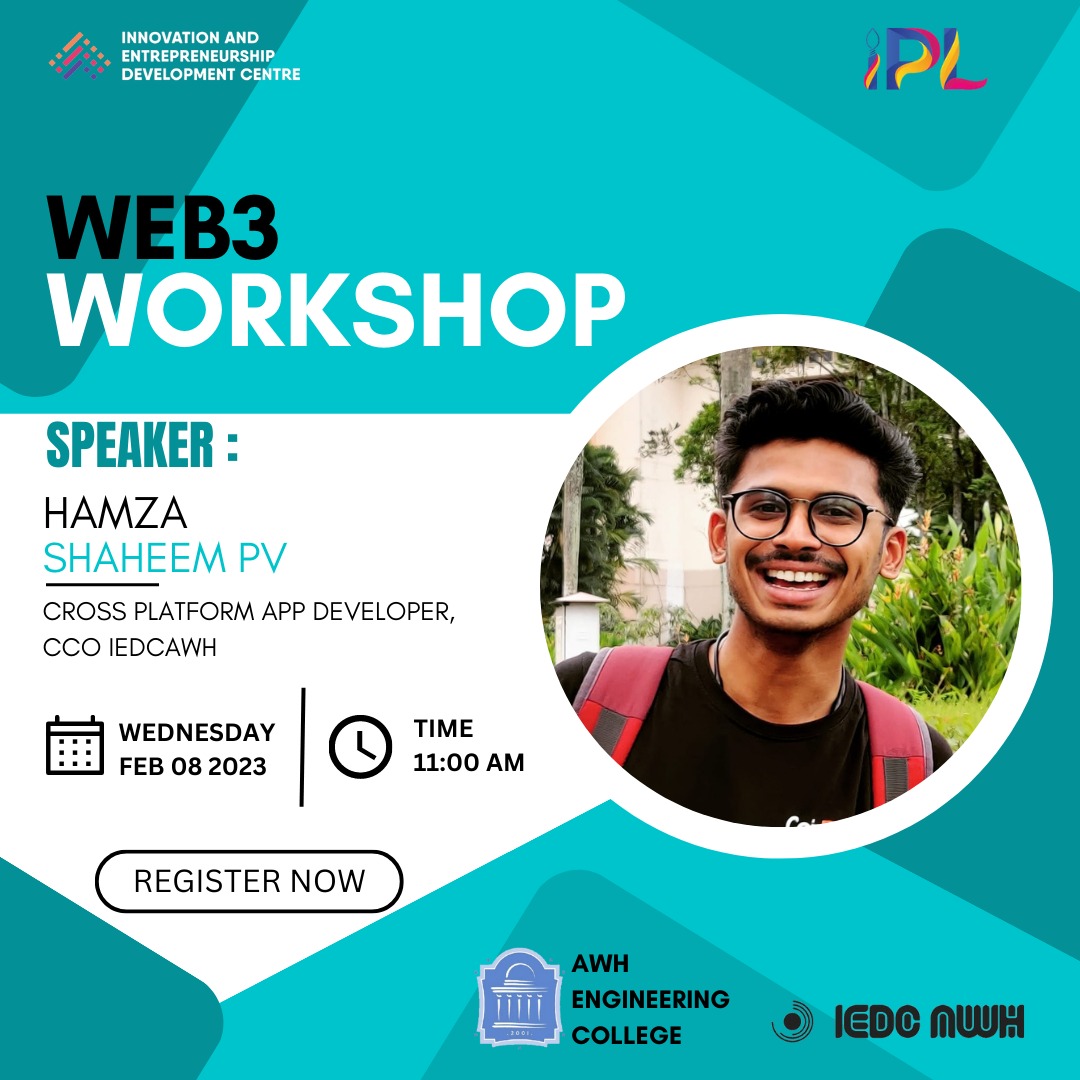 INNOVATION AND
ENTREPRENEURSHIP
DEVELOPMENT CENTRE
iPL
WEB3
WORKSHOP
SPEAKER :
HAMZA
SHAHEEM PV
CROSS PLATFORM APP DEVELOPER,
CCO IEDCAWH
WEDNESDAY
FEB 08 2023
TIME
11:00 AM
REGISTER NOW
.2001.
AWH
ENGINEERING
COLLEGE
IEDC AWH